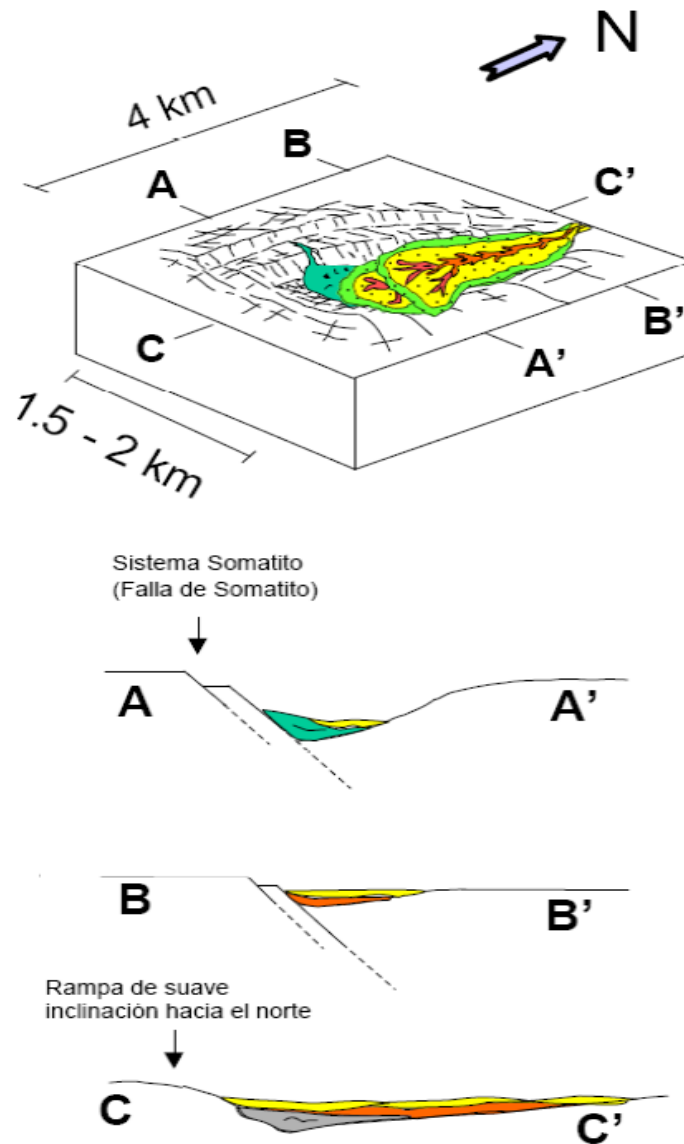 N
4 km
B
A
C'
C
B'
A'
1.5 - 2 km
Sistema Somatito
(Falla de Somatito)
A
A'
B
B'
Rampa de suave
inclinación hacia el norte
C
C'